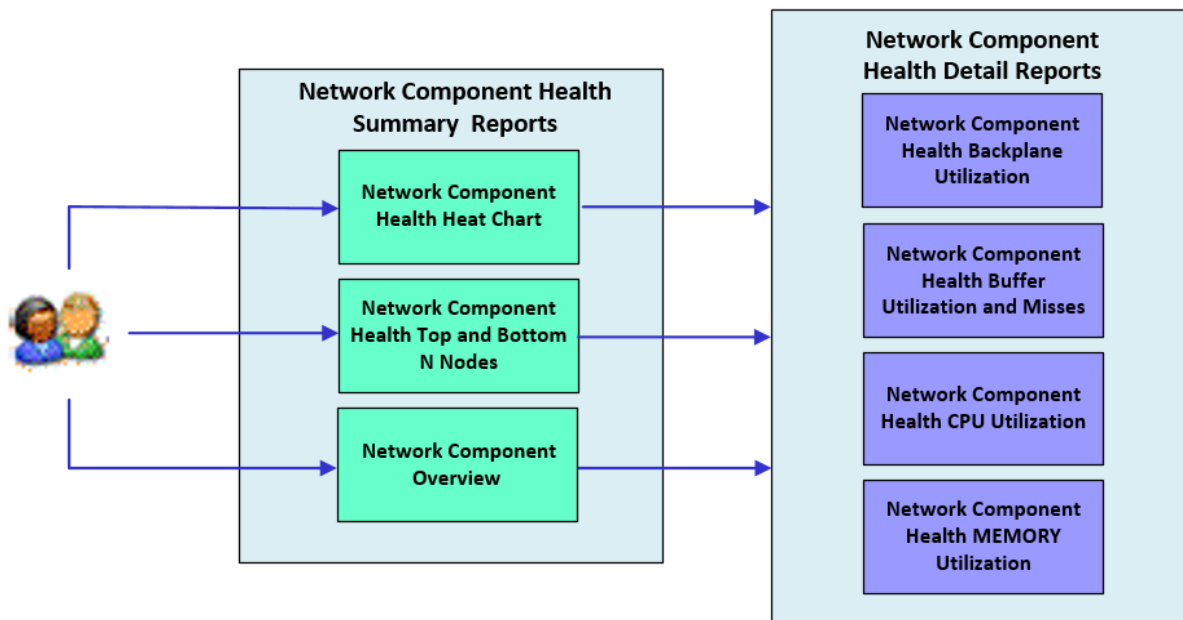 Network Component Health
Summary Reports
Network Component
Health Heat Chart
Network Component
Health Top and Bottom
N Nodes
Network Component
Overview
Network Component
Health Detail Reports
Network Component
Health Backplane
Utilization
Network Component
Health Buffer
Utilization and Misses
Network Component
Health CPU Utilization
Network Component
Health MEMORY
Utilization